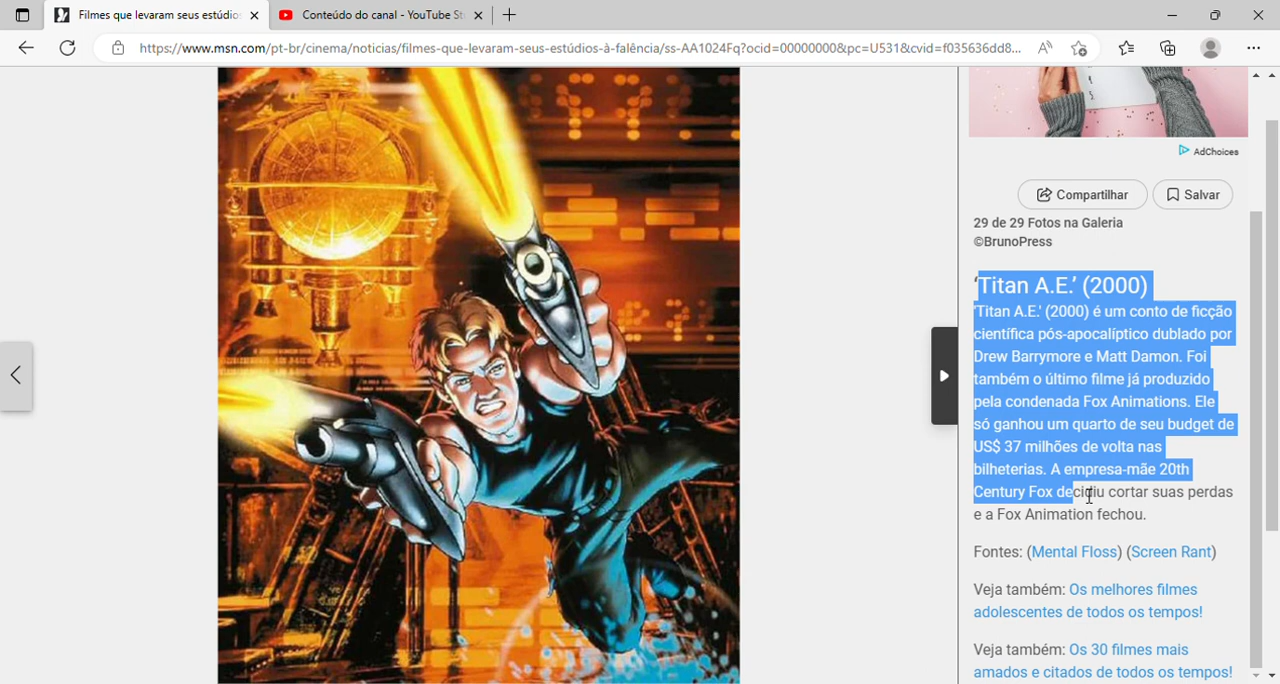 Filmes que levaram seus estúdios
Conteúdo do canal - YouTube St
https://www.msn.com/pt-br/cinema/noticias/filmes-que-levaram-seus-estúdios-à-falência/ss-AA1024Fq?ocid=00000000&pc=U531&cvid=f035636dd8...
AdChoices
Compartilhar
Salvar
29 de 29 Fotos na Galeria
©BrunoPress
‘Titan A.E.’ (2000)
'Titan A.E.' (2000) é um conto de ficção
científica pós-apocalíptico dublado por
Drew Barrymore e Matt Damon. Foi
também o último filme já produzido
pela condenada Fox Animations. Ele
só ganhou um quarto de seu budget de
US$ 37 milhões de volta nas
bilheterias. A empresa-mãe 20th
Century Fox decidiu cortar suas perdas
e a Fox Animation fechou.
Fontes: (Mental Floss) (Screen Rant)
Veja também: Os melhores filmes
adolescentes de todos os tempos!
Veja também: Os 30 filmes mais
amados e citados de todos os tempos!